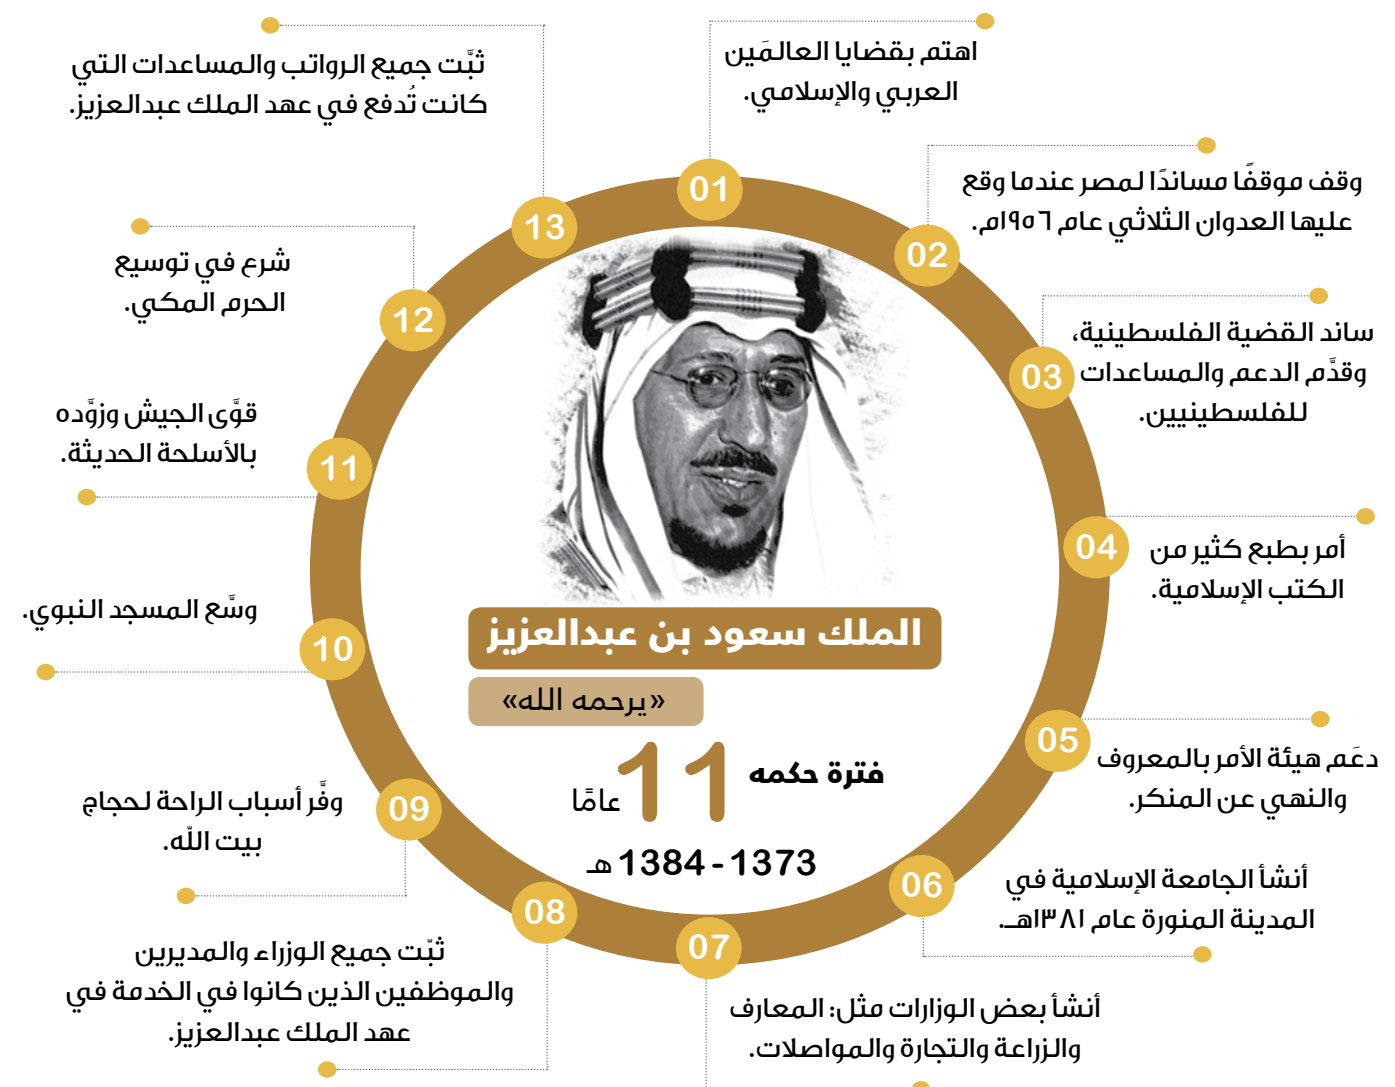 الملك سعود بن عبدالعزيز
«يرحمه الله»
فترة حكمه 11 عامًا
1373 - 1384 هـ
01
اهتم بقضايا العالمَين
العربي والإسلامي.
02
وقف موقفًا مساندًا لمصر عندما وقع
عليها العدوان الثلاثي عام ١٩٥٦م.
03
ساند القضية الفلسطينية،
وقدَّم الدعم والمساعدات
للفلسطينيين.
04
أمر بطبع كثير من
الكتب الإسلامية.
05
دعَم هيئة الأمر بالمعروف
والنهي عن المنكر.
06
أنشأ الجامعة الإسلامية في
المدينة المنورة عام ١٣٨١هـ.
07
أنشأ بعض الوزارات مثل: المعارف
والزراعة والتجارة والمواصلات.
08
ثبّت جميع الوزراء والمديرين
والموظفين الذين كانوا في الخدمة في
عهد الملك عبدالعزيز.
09
وفَّر أسباب الراحة لحجاج
بيت اللّه.
10
وسَّع المسجد النبوي.
11
قوَّى الجيش وزوَّده
بالأسلحة الحديثة.
12
شرع في توسيع
الحرم المكي.
13
ثبَّت جميع الرواتب والمساعدات التي
كانت تُدفع في عهد الملك عبدالعزيز.